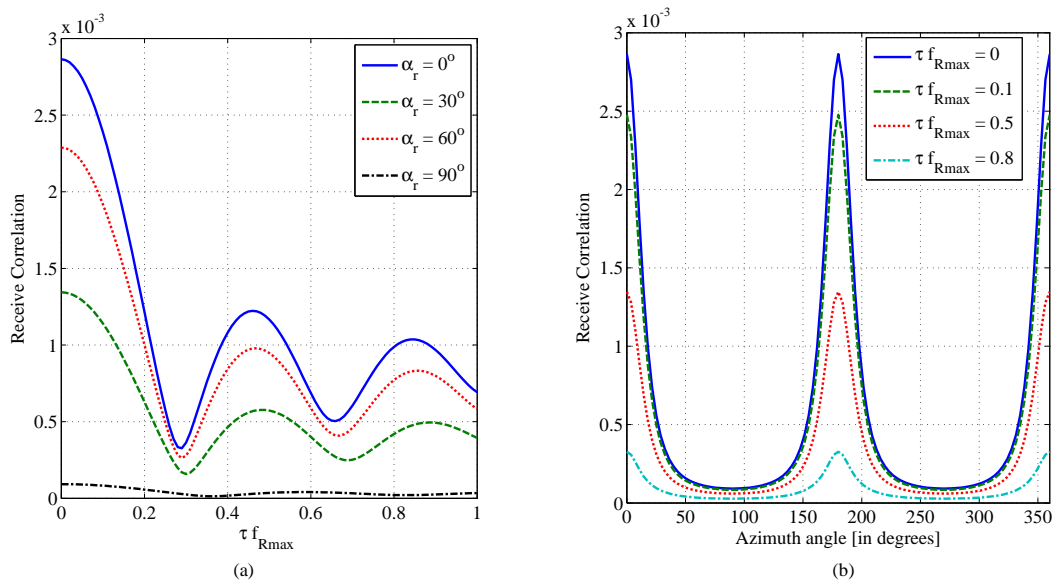 x 10⁻³
3
2.5
2
1.5
1
0.5
0
0 0.2 0.4 0.6 0.8 1
Receive Correlation
τ f_Rmax
α_r = 0°
α_r = 30°
α_r = 60°
α_r = 90°
(a)
x 10⁻³
3
2.5
2
1.5
1
0.5
0
0 50 100 150 200 250 300 350
Receive Correlation
Azimuth angle [in degrees]
τ f_Rmax = 0
τ f_Rmax = 0.1
τ f_Rmax = 0.5
τ f_Rmax = 0.8
(b)